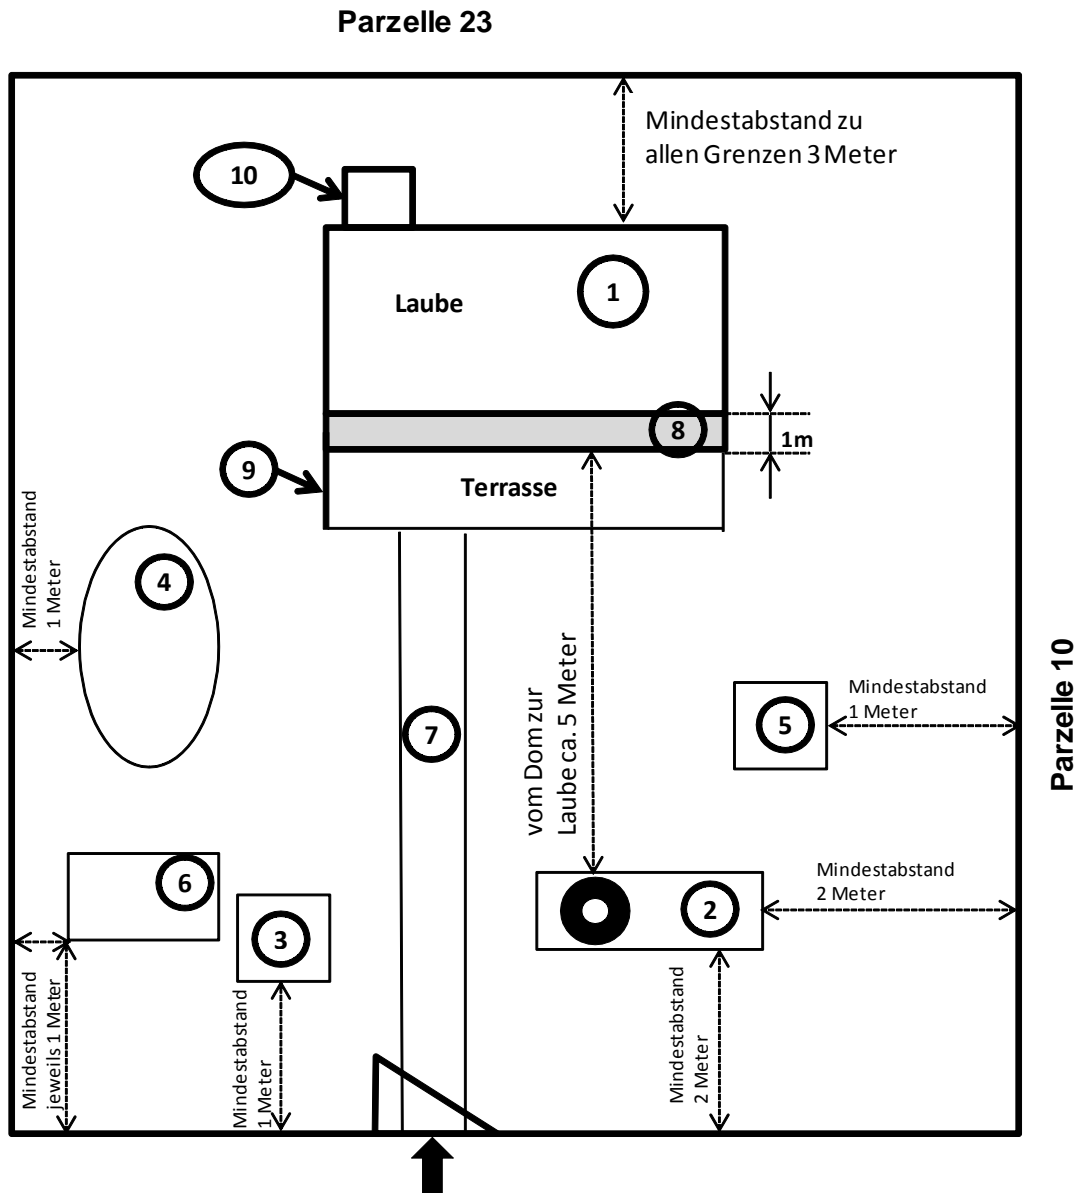 Parzelle 23
Mindestabstand zu
allen Grenzen 3 Meter
10
1
Laube
8
1m
9
Terrasse
Mindestabstand
1 Meter
4
vom Dom zur
Laube ca. 5 Meter
7
5
Mindestabstand
1 Meter
Parzelle 10
6
3
2
Mindestabstand
2 Meter
Mindestabstand
jeweils 1 Meter
Mindestabstand
1 Meter
Mindestabstand
2 Meter